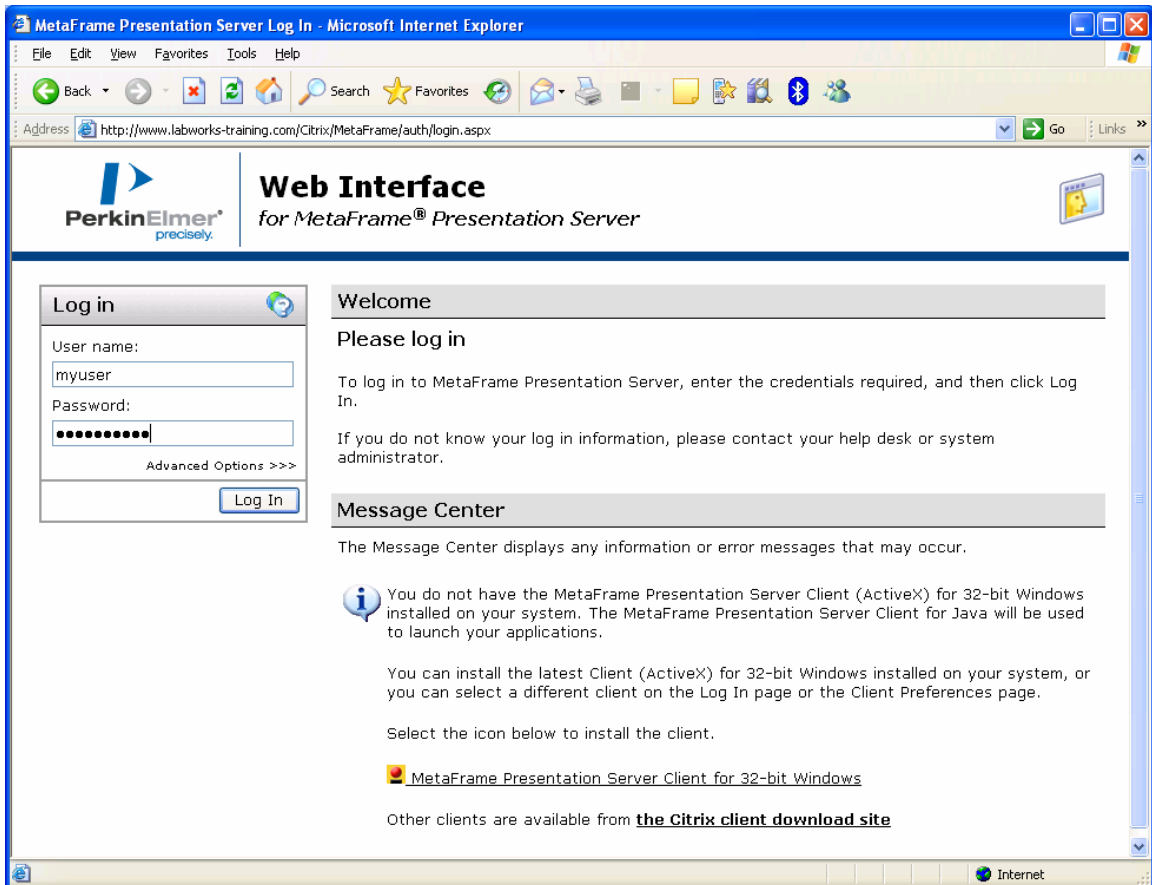 MetaFrame Presentation Server Log In - Microsoft Internet Explorer
File Edit View Favorites Tools Help
Back Search Favorites
Address http://www.labworks-training.com/Citrix/MetaFrame/auth/login.aspx Go Links »
PerkinElmer®
precisely.
Web Interface
for MetaFrame® Presentation Server
Log in
User name:
myuser
Password:
••••••••••
Advanced Options >>>
Log In
Welcome
Please log in
To log in to MetaFrame Presentation Server, enter the credentials required, and then click Log
In.
If you do not know your log in information, please contact your help desk or system
administrator.
Message Center
The Message Center displays any information or error messages that may occur.
You do not have the MetaFrame Presentation Server Client (ActiveX) for 32-bit Windows
installed on your system. The MetaFrame Presentation Server Client for Java will be used
to launch your applications.
You can install the latest Client (ActiveX) for 32-bit Windows installed on your system, or
you can select a different client on the Log In page or the Client Preferences page.
Select the icon below to install the client.
MetaFrame Presentation Server Client for 32-bit Windows
Other clients are available from the Citrix client download site
Internet